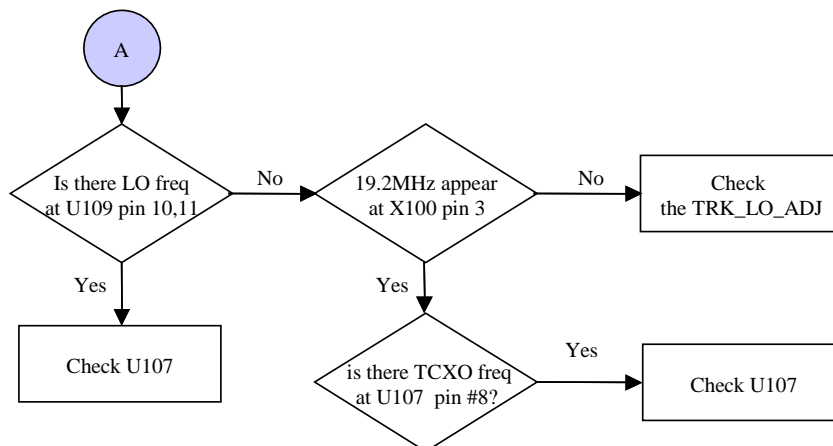 A
Is there LO freq
at U109 pin 10,11
No
19.2MHz appear
at X100 pin 3
No
Check
the TRK_LO_ADJ
Yes
Yes
Check U107
is there TCXO freq
at U107 pin #8?
Yes
Check U107